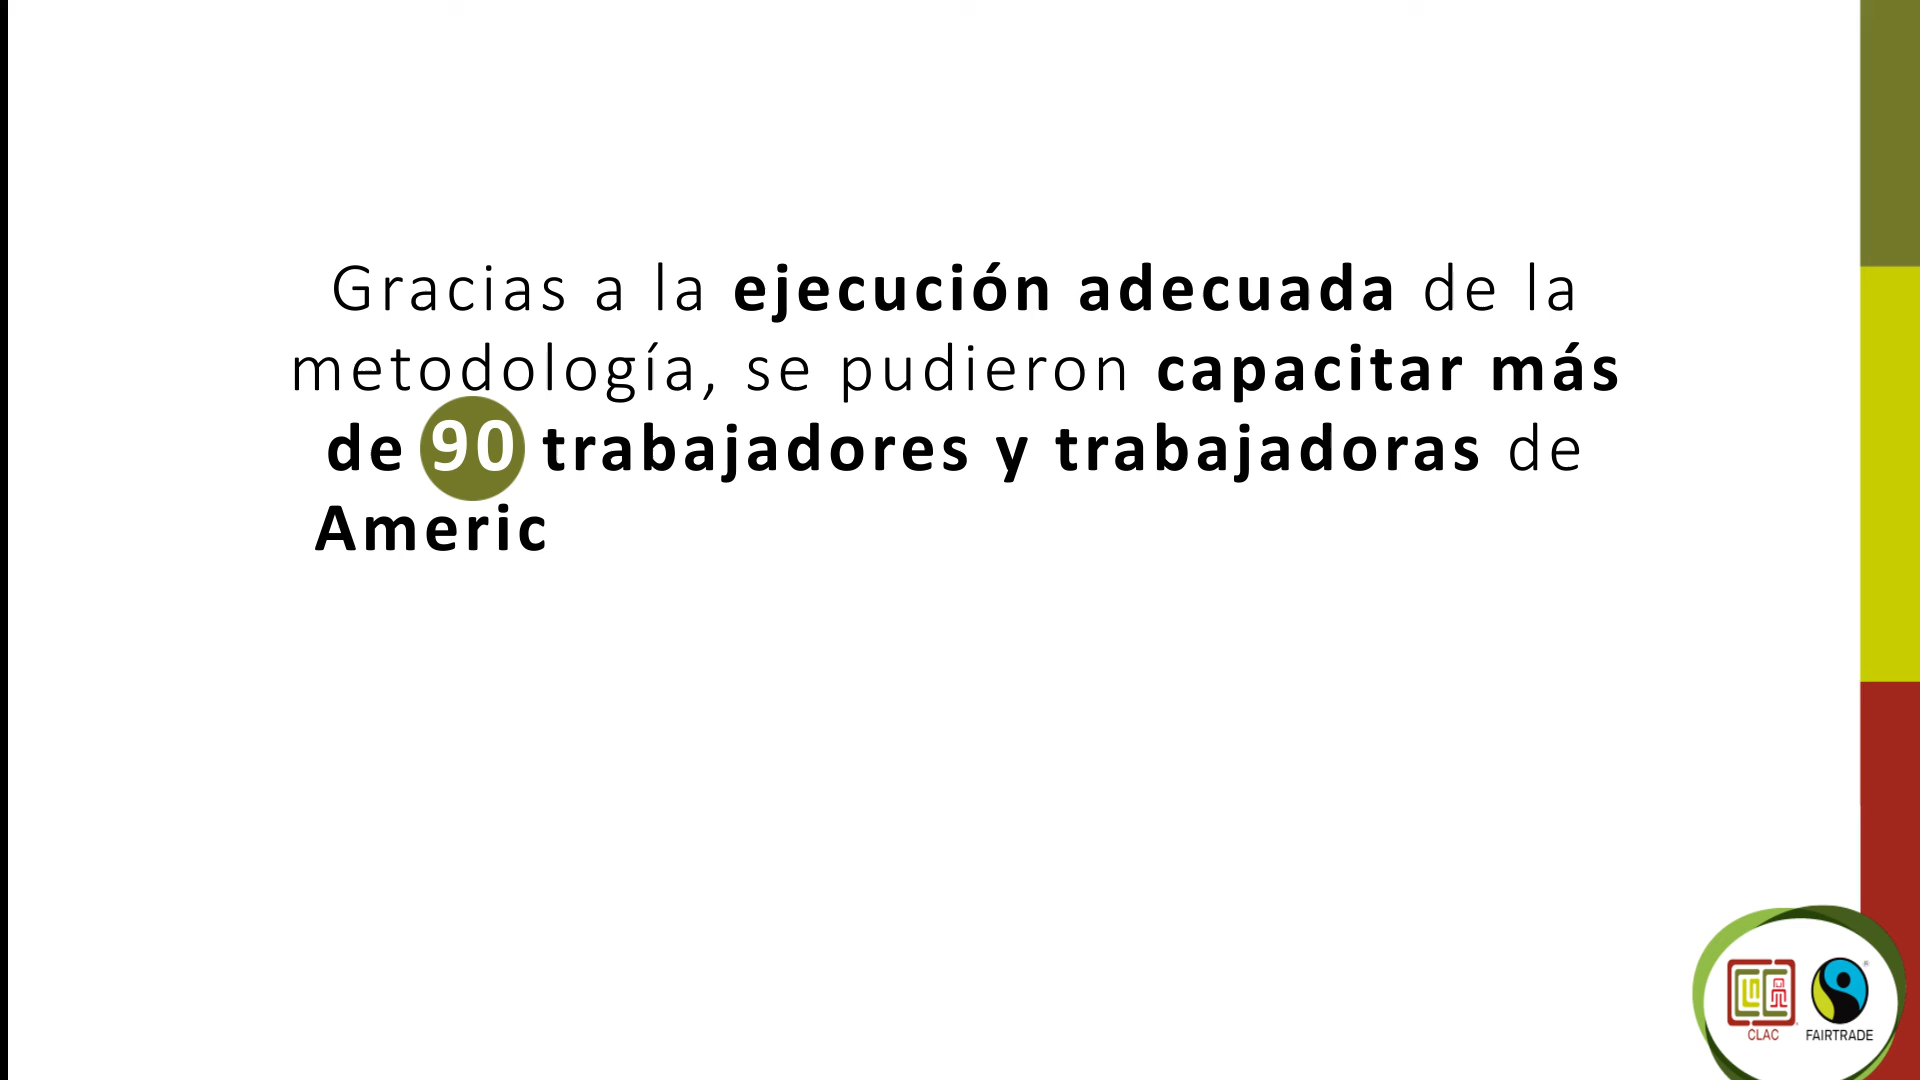 Gracias a la ejecución adecuada de la
metodología, se pudieron capacitar más
de 90 trabajadores y trabajadoras de
Americ
CLAC FAIRTRADE